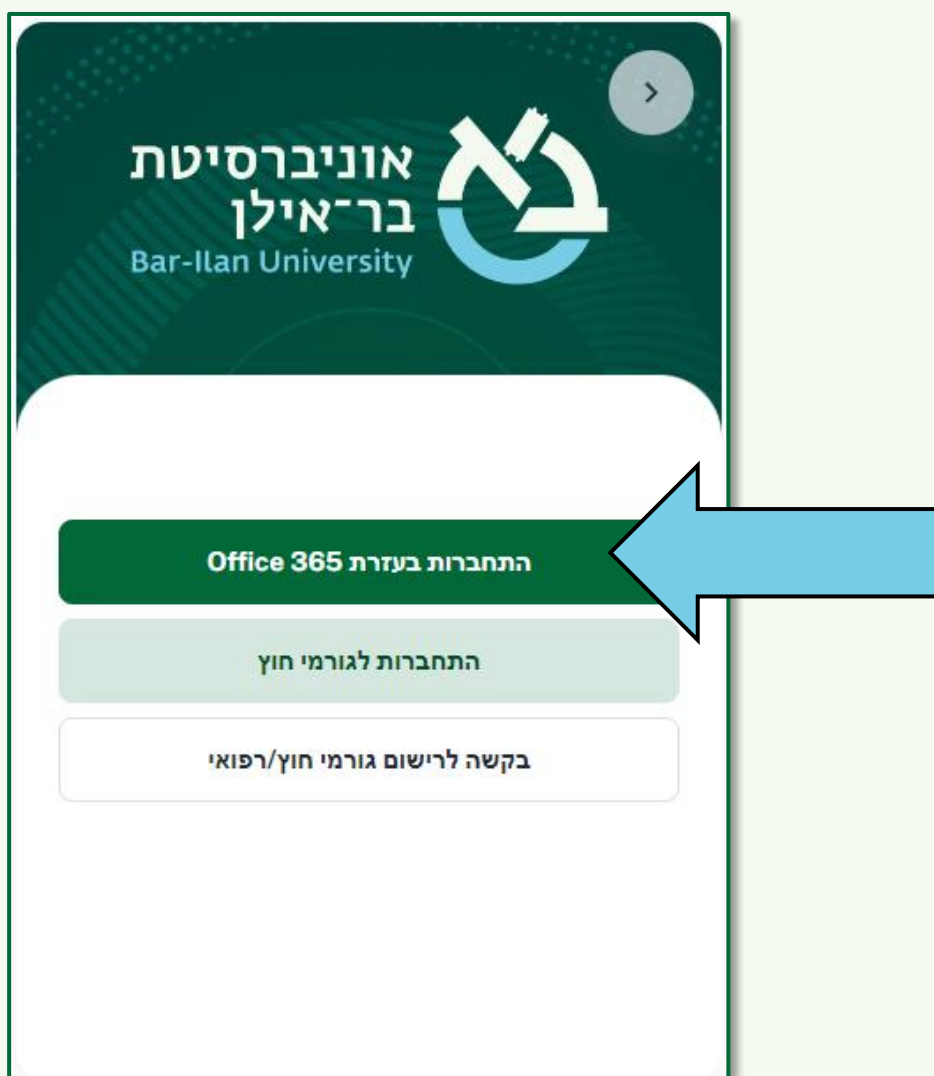 אוניברסיטת
בר־אילן
Bar-Ilan University
התחברות בעזרת Office 365
התחברות לגורמי חוץ
בקשה לרישום גורמי חוץ/רפואי